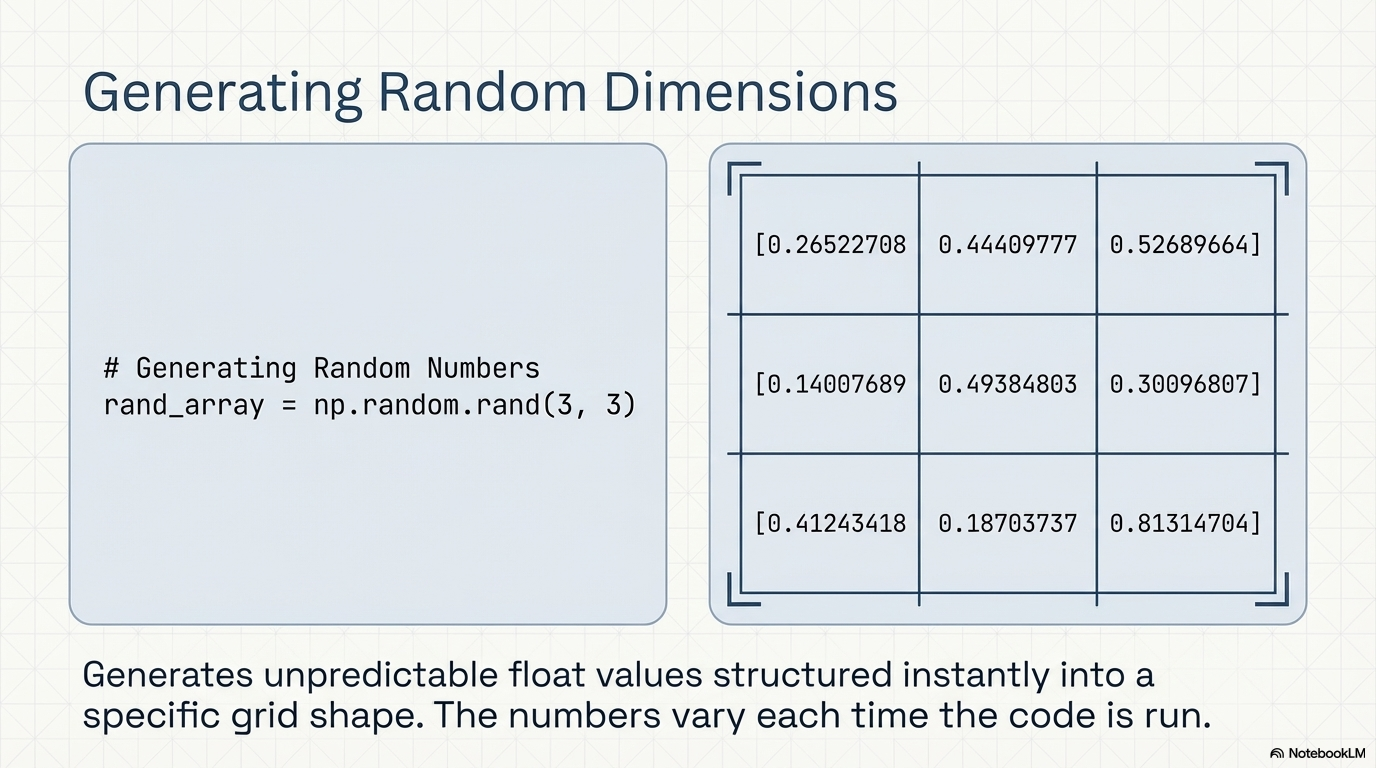 Generating Random Dimensions
# Generating Random Numbers
rand_array = np.random.rand(3, 3)
[0.26522708 0.44409777 0.52689664]
[0.14007689 0.49384803 0.30096807]
[0.41243418 0.18703737 0.81314704]
Generates unpredictable float values structured instantly into a
specific grid shape. The numbers vary each time the code is run.
NotebookLM